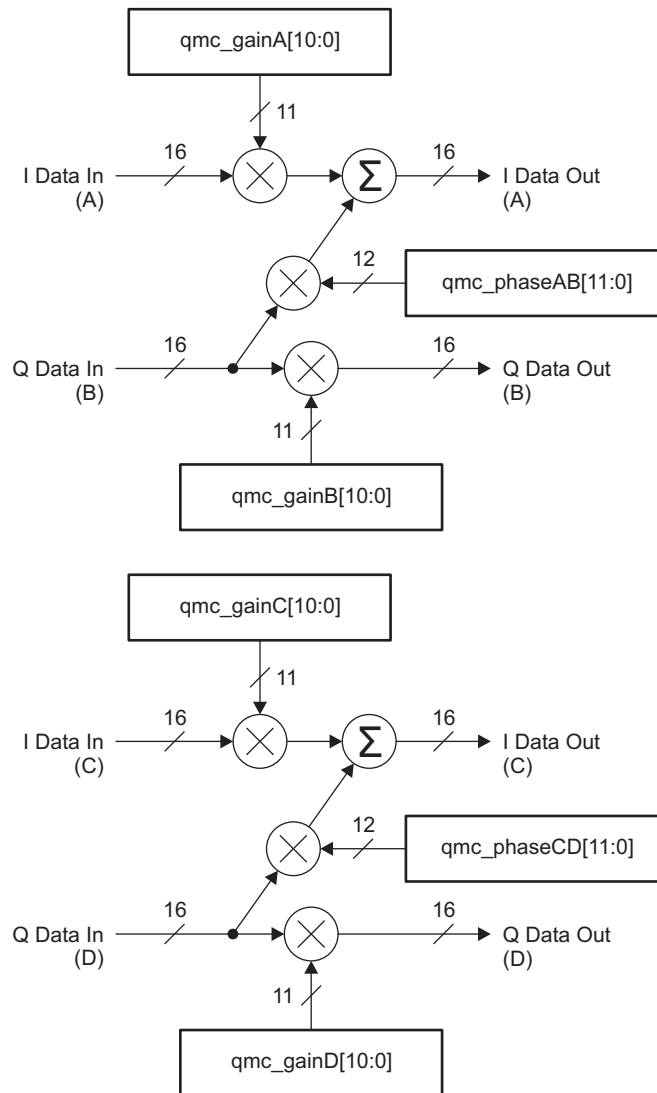 qmc_gainA[10:0]
11
16
16
I Data In
(A)
Σ
I Data Out
(A)
12
qmc_phaseAB[11:0]
16
16
Q Data In
(B)
Q Data Out
(B)
11
qmc_gainB[10:0]
qmc_gainC[10:0]
11
16
16
I Data In
(C)
Σ
I Data Out
(C)
12
qmc_phaseCD[11:0]
16
16
Q Data In
(D)
Q Data Out
(D)
11
qmc_gainD[10:0]